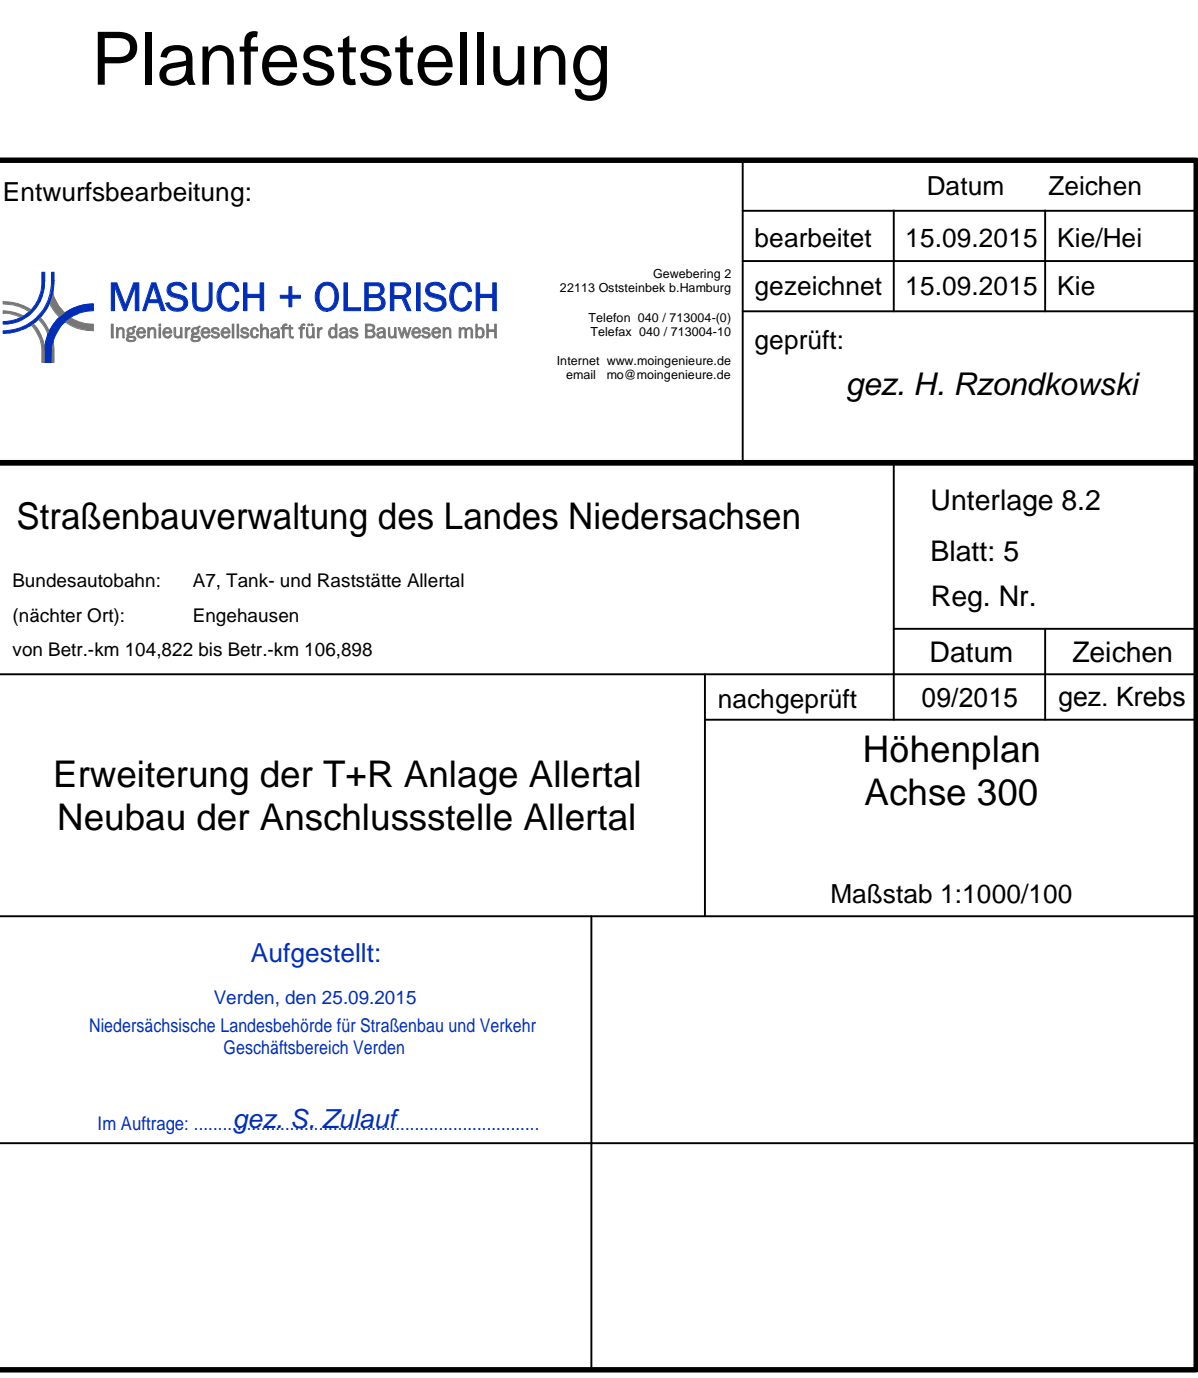 Planfeststellung
Entwurfsbearbeitung:
MASUCH + OLBRISCH
Ingenieurgesellschaft für das Bauwesen mbH
Gewebering 2
22113 Oststeinbek b.Hamburg
Telefon 040 / 713004-(0)
Telefax 040 / 713004-10
Internet www.moingenieure.de
email mo@moingenieure.de
Datum Zeichen
bearbeitet 15.09.2015 Kie/Hei
gezeichnet 15.09.2015 Kie
geprüft:
gez. H. Rzondkowski
Straßenbauverwaltung des Landes Niedersachsen
Bundesautobahn: A7, Tank- und Raststätte Allertal
(nächter Ort): Engehausen
von Betr.-km 104,822 bis Betr.-km 106,898
Unterlage 8.2
Blatt: 5
Reg. Nr.
Datum Zeichen
nachgeprüft 09/2015 gez. Krebs
Erweiterung der T+R Anlage Allertal
Neubau der Anschlussstelle Allertal
Höhenplan
Achse 300
Maßstab 1:1000/100
Aufgestellt:
Verden, den 25.09.2015
Niedersächsische Landesbehörde für Straßenbau und Verkehr
Geschäftsbereich Verden
Im Auftrage: ........gez. S. Zulauf..............................